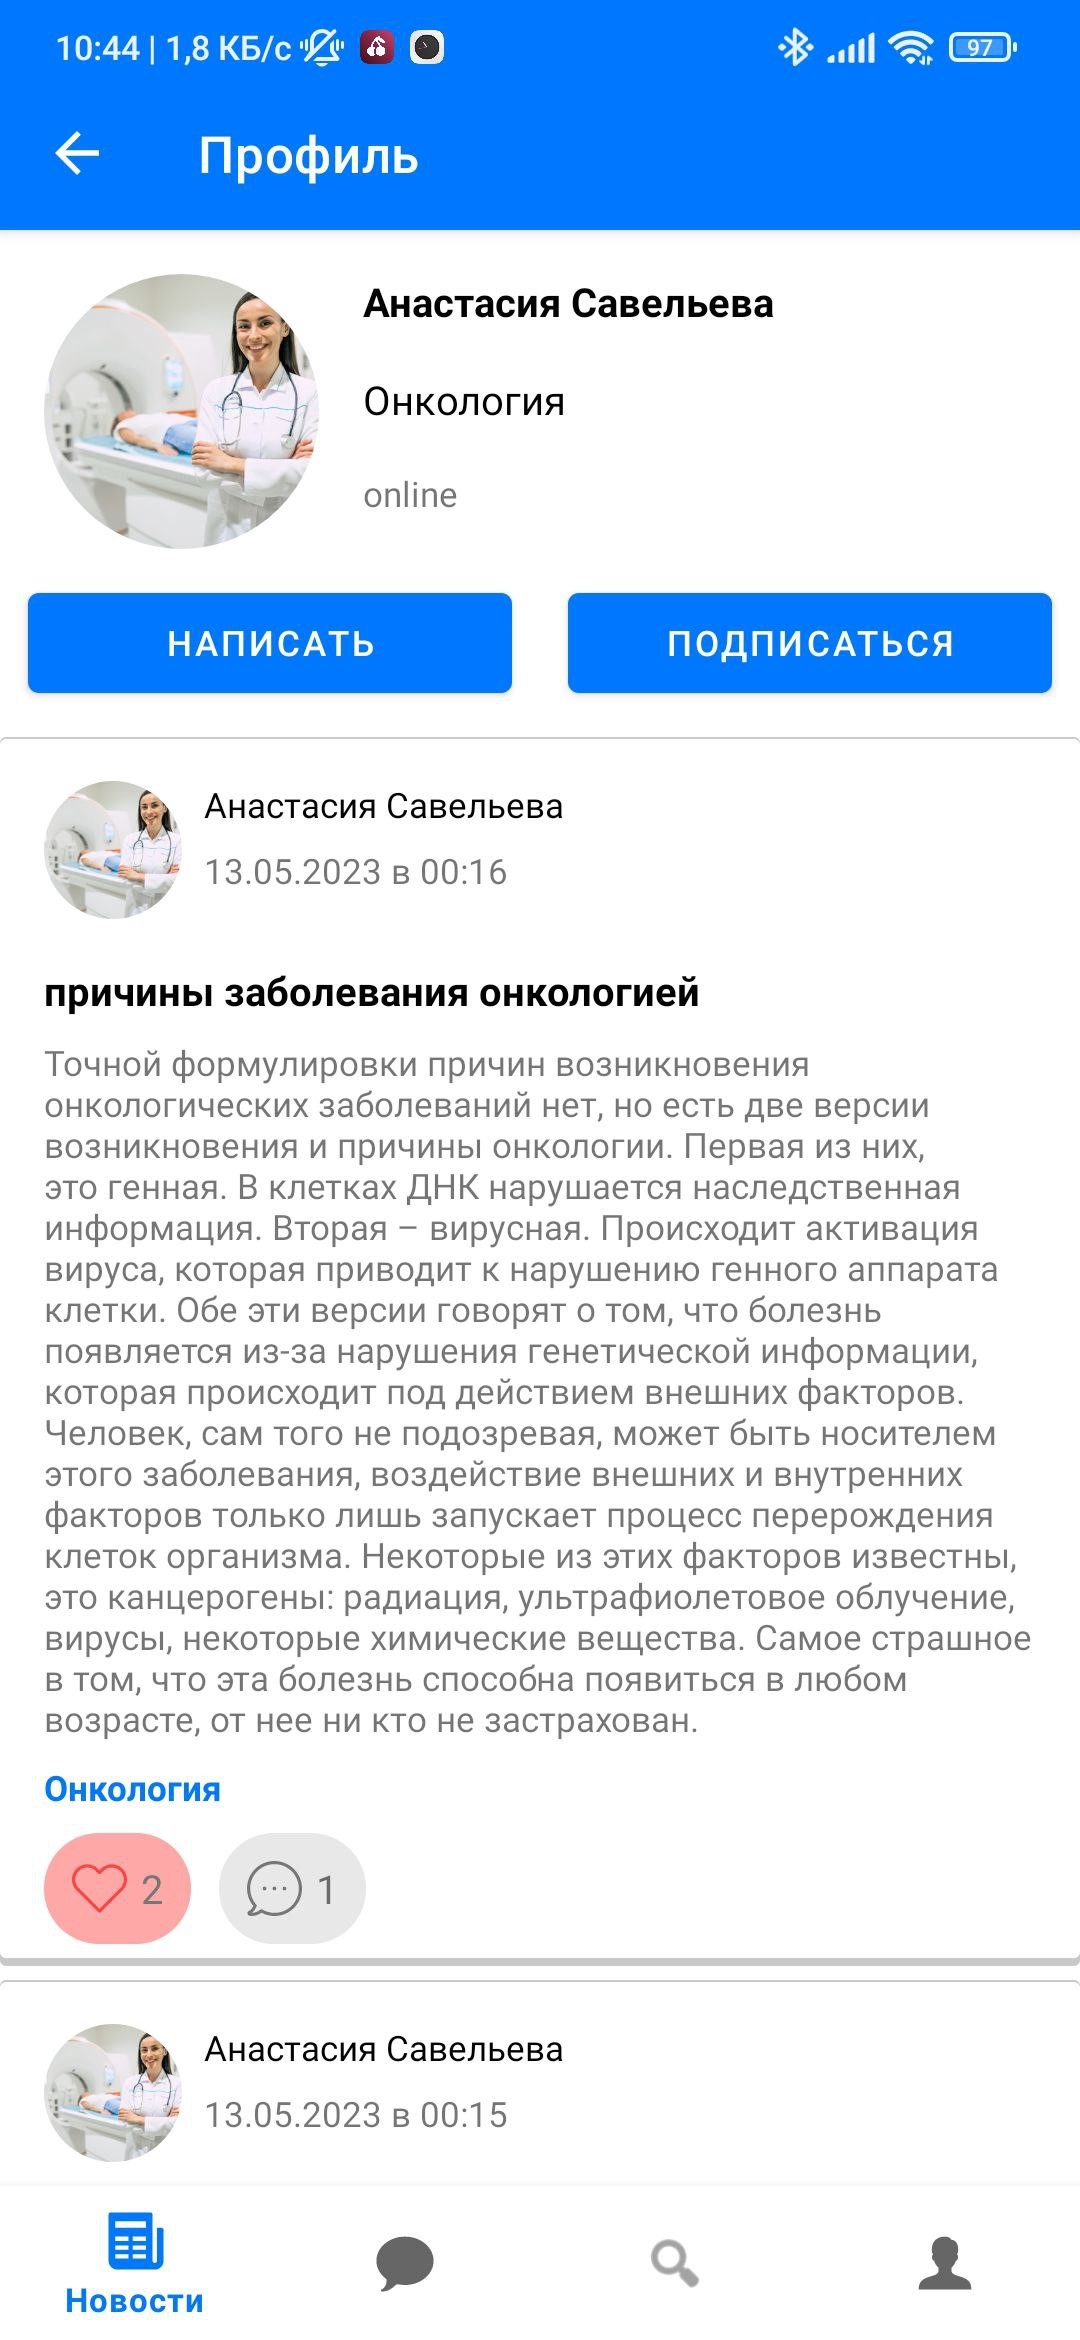 10:44 | 1,8 КБ/с
97
Профиль
Анастасия Савельева
Онкология
online
НАПИСАТЬ
ПОДПИСАТЬСЯ
Анастасия Савельева
13.05.2023 в 00:16
причины заболевания онкологией
Точной формулировки причин возникновения
онкологических заболеваний нет, но есть две версии
возникновения и причины онкологии. Первая из них,
это генная. В клетках ДНК нарушается наследственная
информация. Вторая – вирусная. Происходит активация
вируса, которая приводит к нарушению генного аппарата
клетки. Обе эти версии говорят о том, что болезнь
появляется из-за нарушения генетической информации,
которая происходит под действием внешних факторов.
Человек, сам того не подозревая, может быть носителем
этого заболевания, воздействие внешних и внутренних
факторов только лишь запускает процесс перерождения
клеток организма. Некоторые из этих факторов известны,
это канцерогены: радиация, ультрафиолетовое облучение,
вирусы, некоторые химические вещества. Самое страшное
в том, что эта болезнь способна появиться в любом
возрасте, от нее ни кто не застрахован.
Онкология
2
1
Анастасия Савельева
13.05.2023 в 00:15
Новости